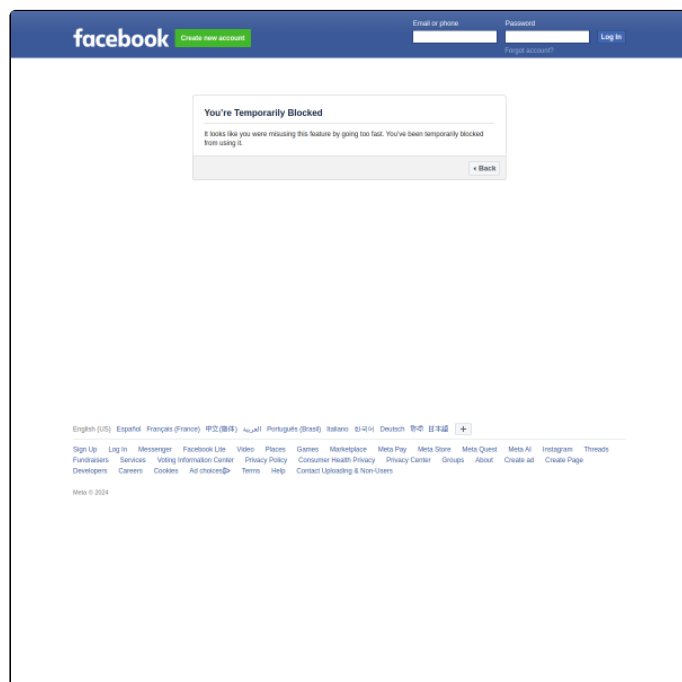 facebook
Create new account
Email or phone
Password
Log In
Forgot account?
You're Temporarily Blocked
It looks like you were misusing this feature by going too fast. You've been temporarily blocked
from using it.
Back
English (US) Español Français (France) 中文(简体) العربية Português (Brasil) Italiano 한국어 Deutsch हिन्दी 日本語 +
Sign Up Log In Messenger Facebook Lite Video Places Games Marketplace Meta Pay Meta Store Meta Quest Meta AI Instagram Threads
Fundraisers Services Voting Information Center Privacy Policy Consumer Health Privacy Privacy Center Groups About Create ad Create Page
Developers Careers Cookies Ad choices Terms Help Contact Uploading & Non-Users
Meta © 2024